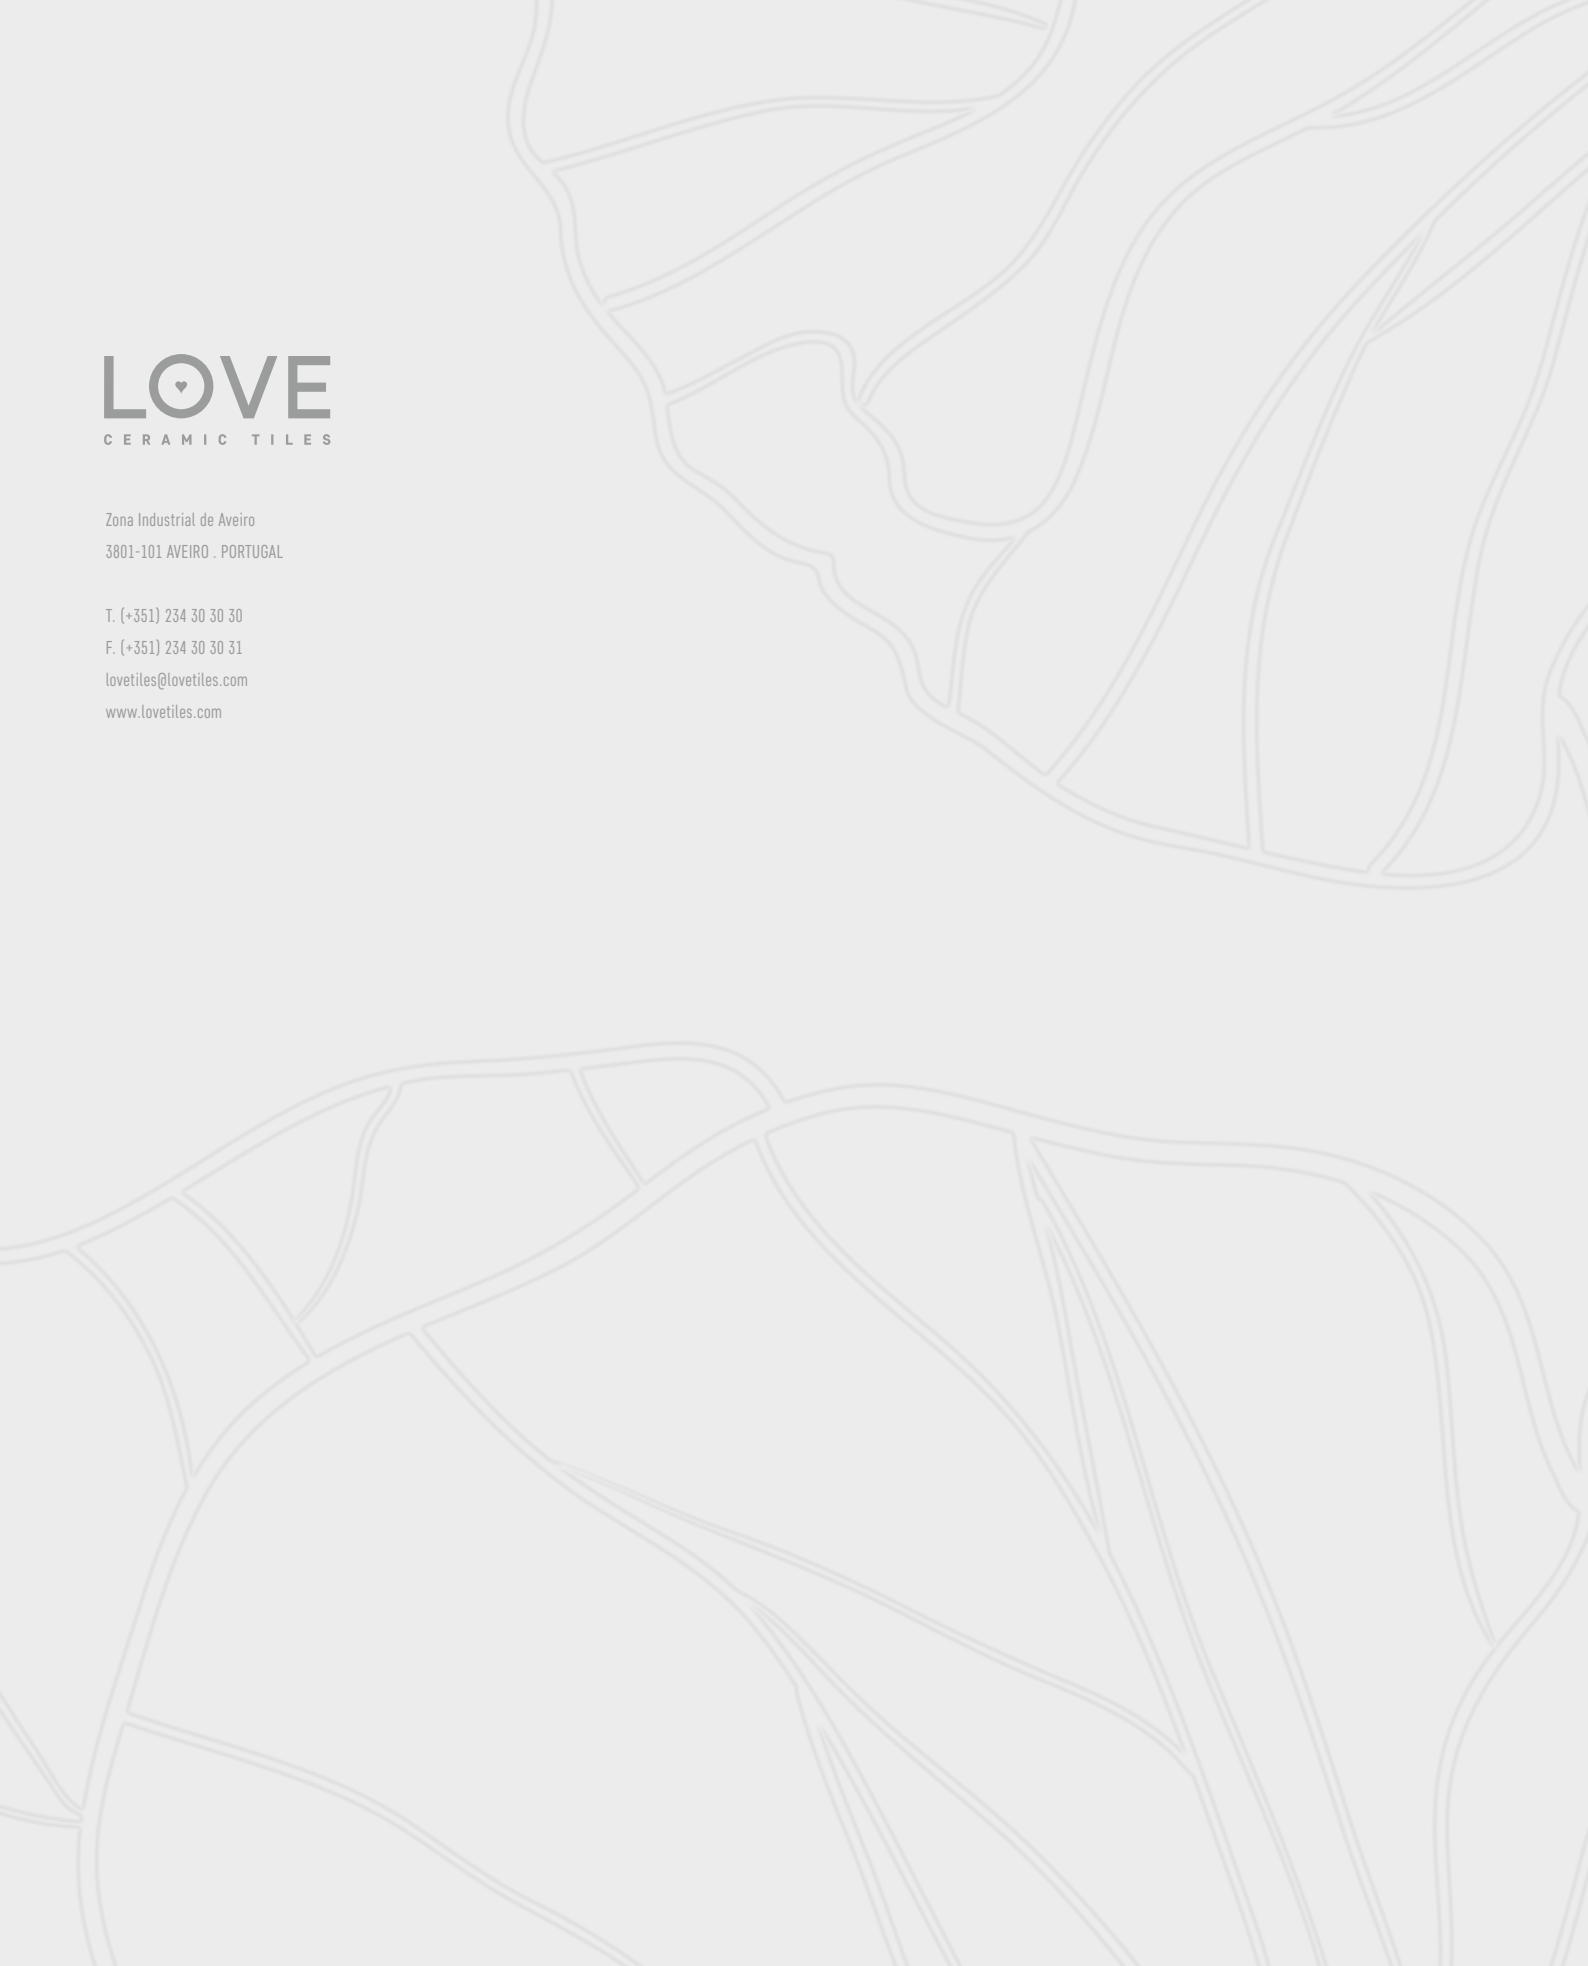 LOVE
CERAMIC TILES
Zona Industrial de Aveiro
3801-101 AVEIRO . PORTUGAL
T. (+351) 234 30 30 30
F. (+351) 234 30 30 31
lovetiles@lovetiles.com
www.lovetiles.com